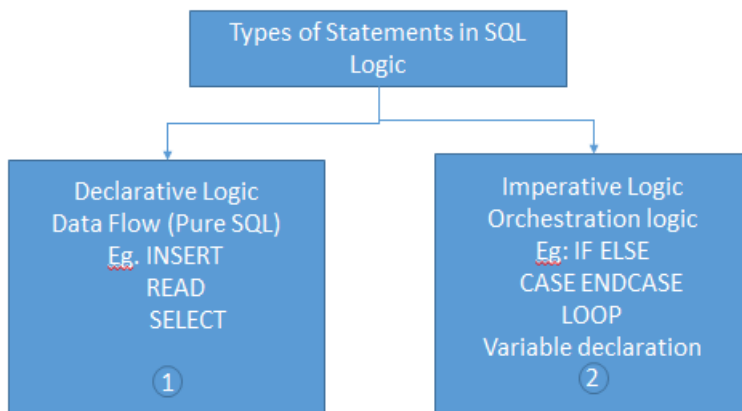 Types of Statements in SQL
Logic
Declarative Logic
Data Flow (Pure SQL)
Eg. INSERT
READ
SELECT
1
Imperative Logic
Orchestration logic
Eg: IF ELSE
CASE ENDCASE
LOOP
Variable declaration
2